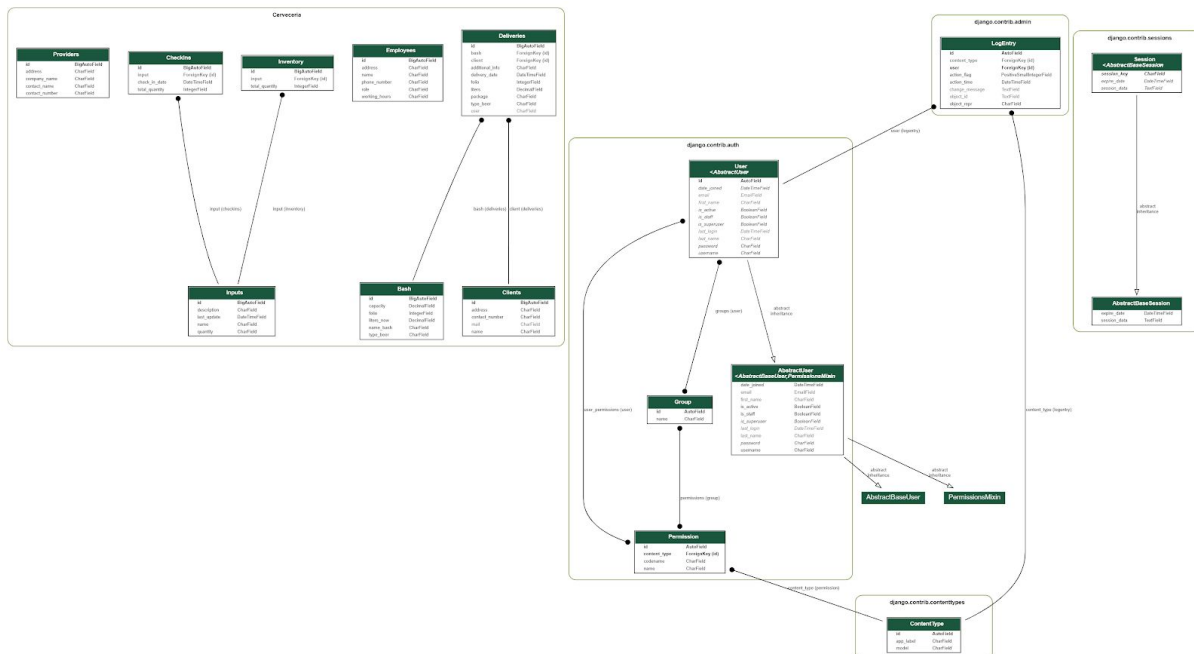 Cerveceria
Providers
id BigAutoField
address CharField
company_name CharField
contact_name CharField
contact_number CharField
Checkins
id BigAutoField
input ForeignKey (id)
check_in_date DateTimeField
total_quantity IntegerField
Inventory
id BigAutoField
input ForeignKey (id)
total_quantity IntegerField
Employees
id BigAutoField
address CharField
name CharField
phone_number CharField
role CharField
working_hours CharField
Deliveries
id BigAutoField
bash ForeignKey (id)
client ForeignKey (id)
additional_info CharField
delivery_date DateTimeField
folio IntegerField
liters DecimalField
package CharField
type_beer CharField
user CharField
input (checkins)
input (inventory)
bash (deliveries)
client (deliveries)
Inputs
id BigAutoField
description CharField
last_update DateTimeField
name CharField
quantity CharField
Bash
id BigAutoField
capacity DecimalField
folio IntegerField
liters_now DecimalField
name_bash CharField
type_beer CharField
Clients
id BigAutoField
address CharField
contact_number CharField
mail CharField
name CharField
django.contrib.auth
User
<AbstractUser
id AutoField
date_joined DateTimeField
email EmailField
first_name CharField
is_active BooleanField
is_staff BooleanField
is_superuser BooleanField
last_login DateTimeField
last_name CharField
password CharField
username CharField
groups (user)
abstract
inheritance
AbstractUser
<AbstractBaseUser,PermissionsMixin
date_joined DateTimeField
email EmailField
first_name CharField
is_active BooleanField
is_staff BooleanField
is_superuser BooleanField
last_login DateTimeField
last_name CharField
password CharField
username CharField
Group
id AutoField
name CharField
user_permissions (user)
permissions (group)
abstract
inheritance
abstract
inheritance
AbstractBaseUser
PermissionsMixin
Permission
id AutoField
content_type ForeignKey (id)
codename CharField
name CharField
django.contrib.admin
LogEntry
id AutoField
content_type ForeignKey (id)
user ForeignKey (id)
action_flag PositiveSmallIntegerField
action_time DateTimeField
change_message TextField
object_id TextField
object_repr CharField
user (logentry)
content_type (logentry)
content_type (permission)
django.contrib.contenttypes
ContentType
id AutoField
app_label CharField
model CharField
django.contrib.sessions
Session
<AbstractBaseSession
session_key CharField
expire_date DateTimeField
session_data TextField
abstract
inheritance
AbstractBaseSession
expire_date DateTimeField
session_data TextField